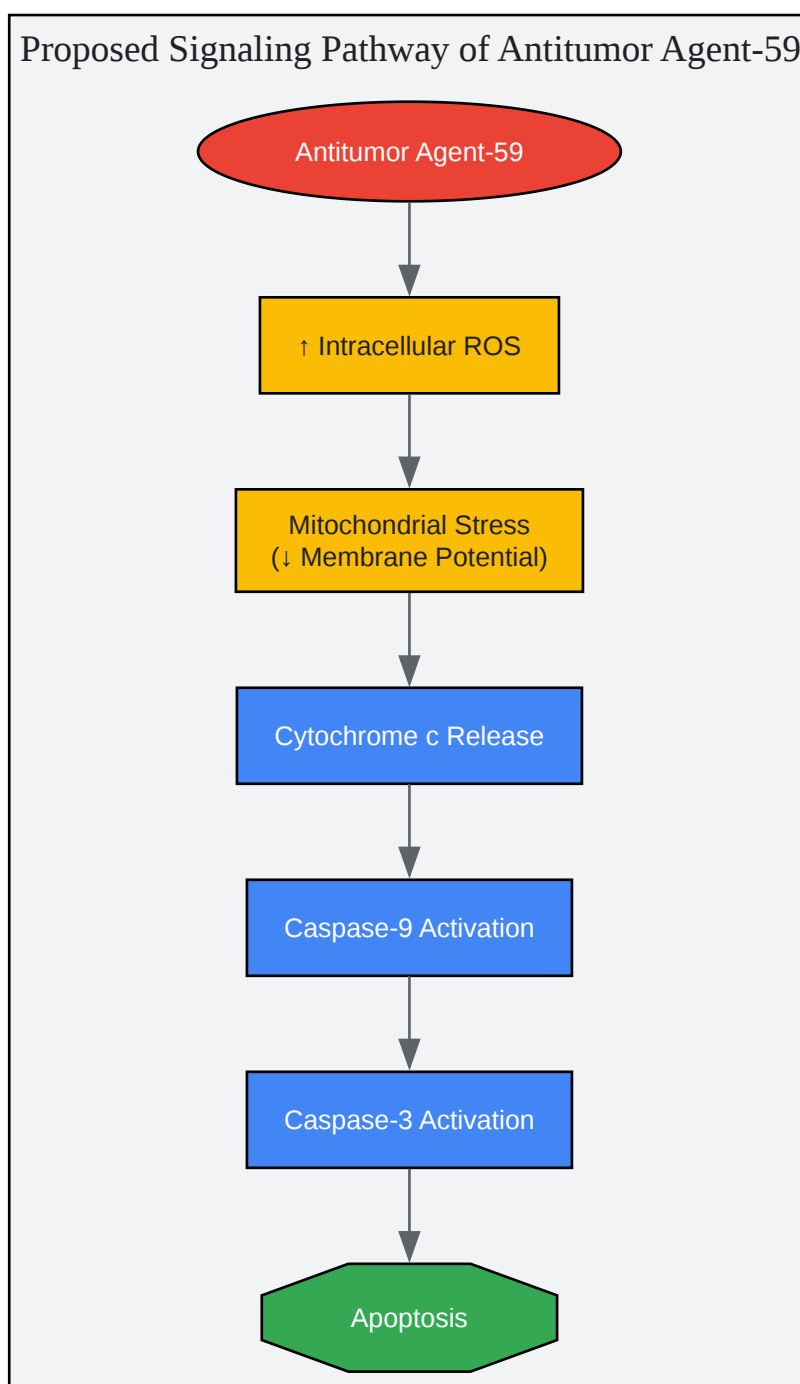 Proposed Signaling Pathway of Antitumor Agent-59
Antitumor Agent-59
↑ Intracellular ROS
Mitochondrial Stress
(↓ Membrane Potential)
Cytochrome c Release
Caspase-9 Activation
Caspase-3 Activation
Apoptosis